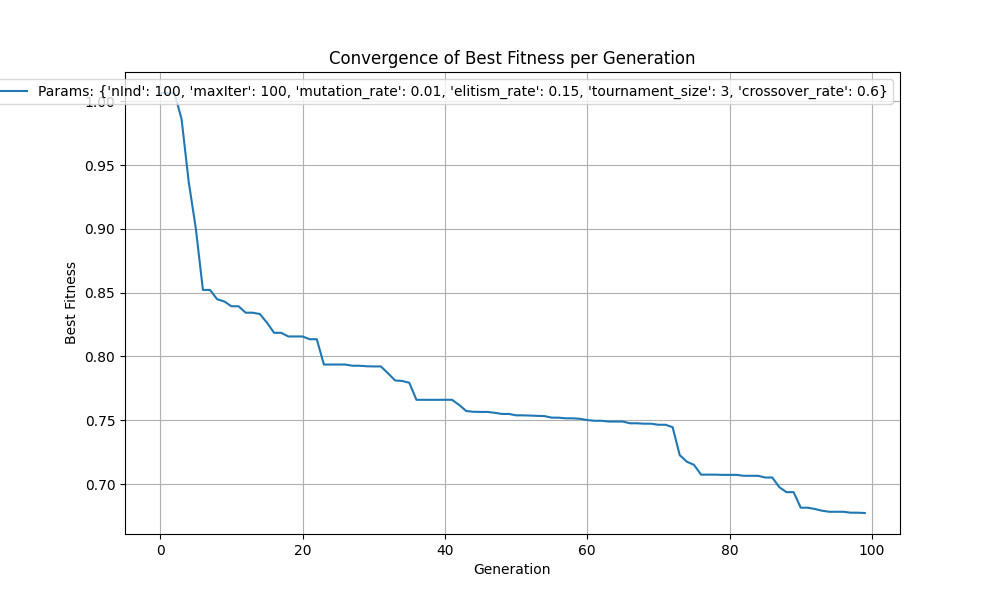 Convergence of Best Fitness per Generation
Params: {'nInd': 100, 'maxIter': 100, 'mutation_rate': 0.01, 'elitism_rate': 0.15, 'tournament_size': 3, 'crossover_rate': 0.6}
1.00
0.95
0.90
0.85
0.80
0.75
0.70
Best Fitness
0 20 40 60 80 100
Generation